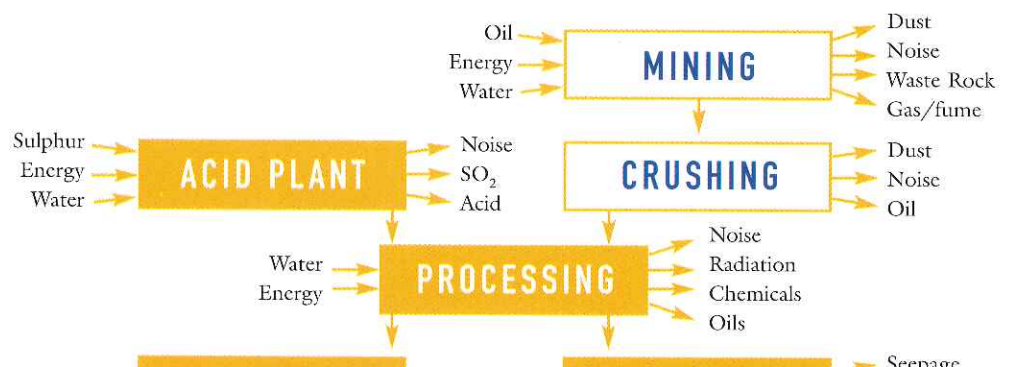 Oil
Energy
Water
MINING
Dust
Noise
Waste Rock
Gas/fume
Sulphur
Energy
Water
ACID PLANT
Noise
SO₂
Acid
CRUSHING
Dust
Noise
Oil
Water
Energy
PROCESSING
Noise
Radiation
Chemicals
Oils
Seepage